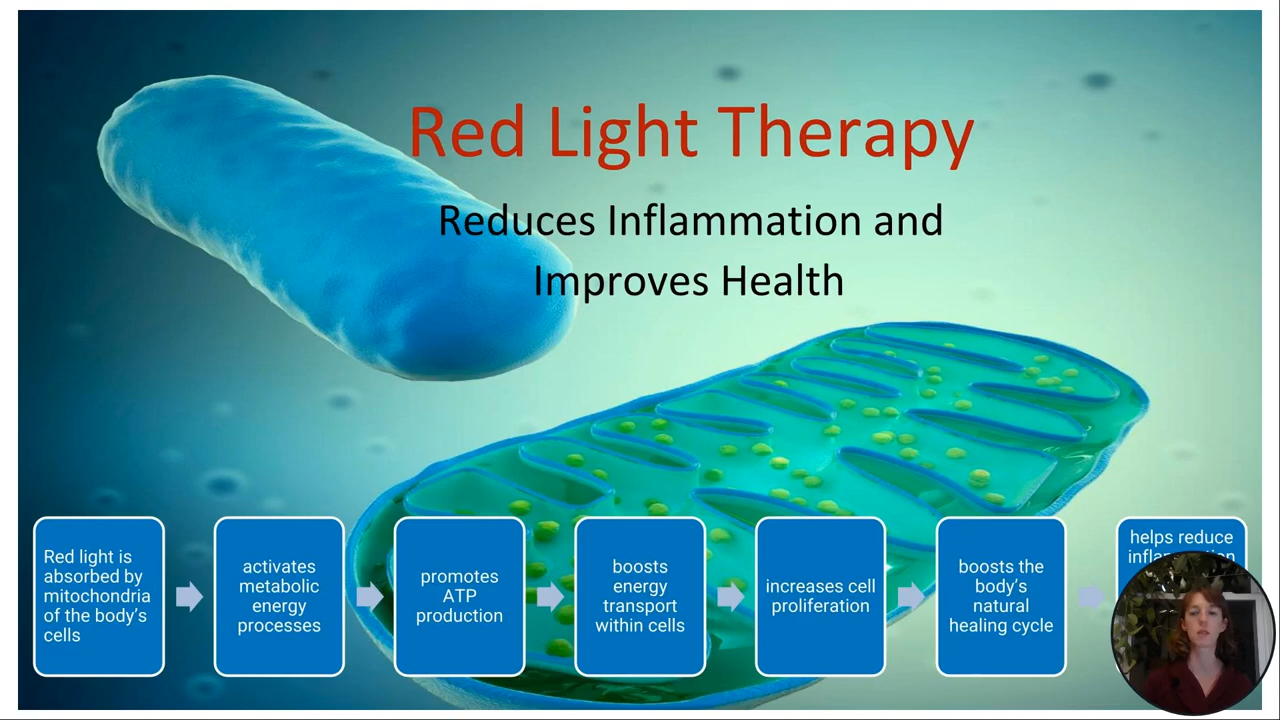 Red Light Therapy
Reduces Inflammation and
Improves Health
Red light is
absorbed by
mitochondria
of the body's
cells
activates
metabolic
energy
processes
promotes
ATP
production
boosts
energy
transport
within cells
increases cell
proliferation
boosts the
body's
natural
healing cycle
helps reduce